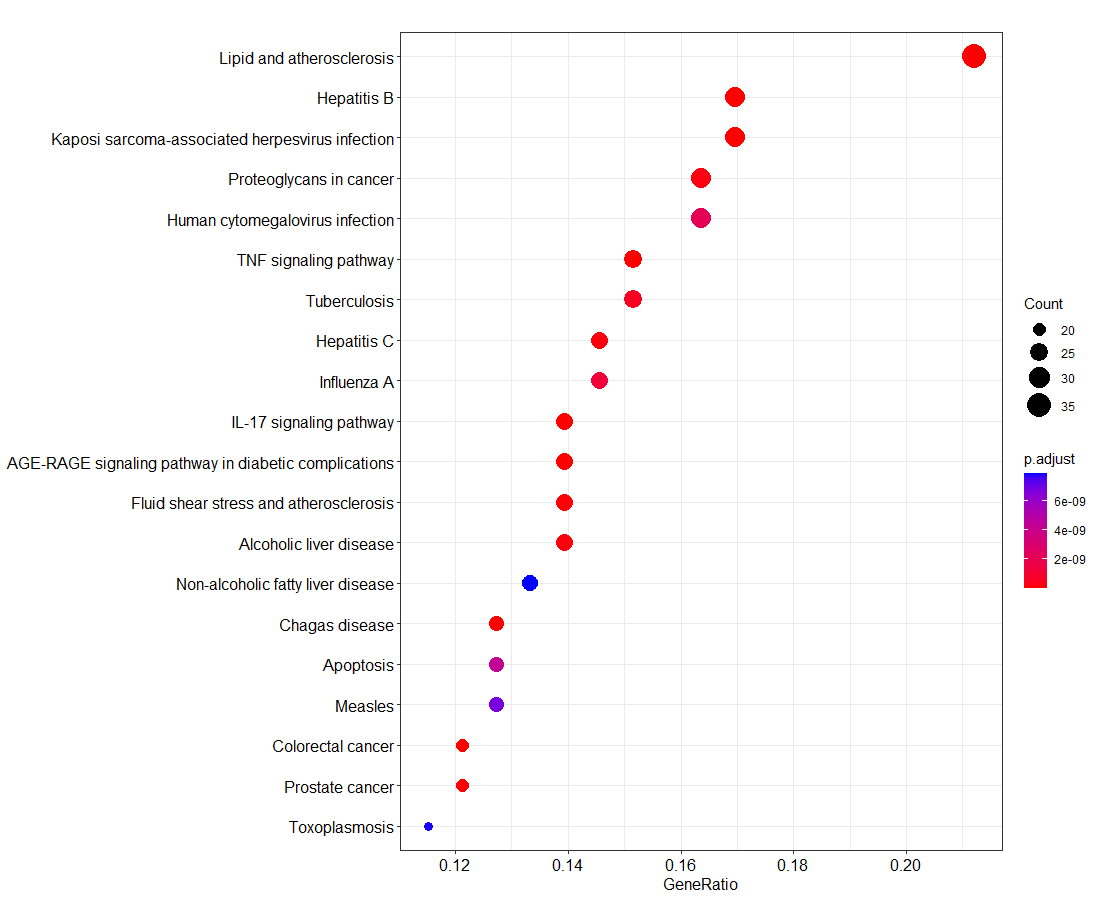 Lipid and atherosclerosis
Hepatitis B
Kaposi sarcoma-associated herpesvirus infection
Proteoglycans in cancer
Human cytomegalovirus infection
TNF signaling pathway
Tuberculosis
Hepatitis C
Influenza A
IL-17 signaling pathway
AGE-RAGE signaling pathway in diabetic complications
Fluid shear stress and atherosclerosis
Alcoholic liver disease
Non-alcoholic fatty liver disease
Chagas disease
Apoptosis
Measles
Colorectal cancer
Prostate cancer
Toxoplasmosis
0.12 0.14 0.16 0.18 0.20
GeneRatio
Count
20
25
30
35
p.adjust
6e-09
4e-09
2e-09